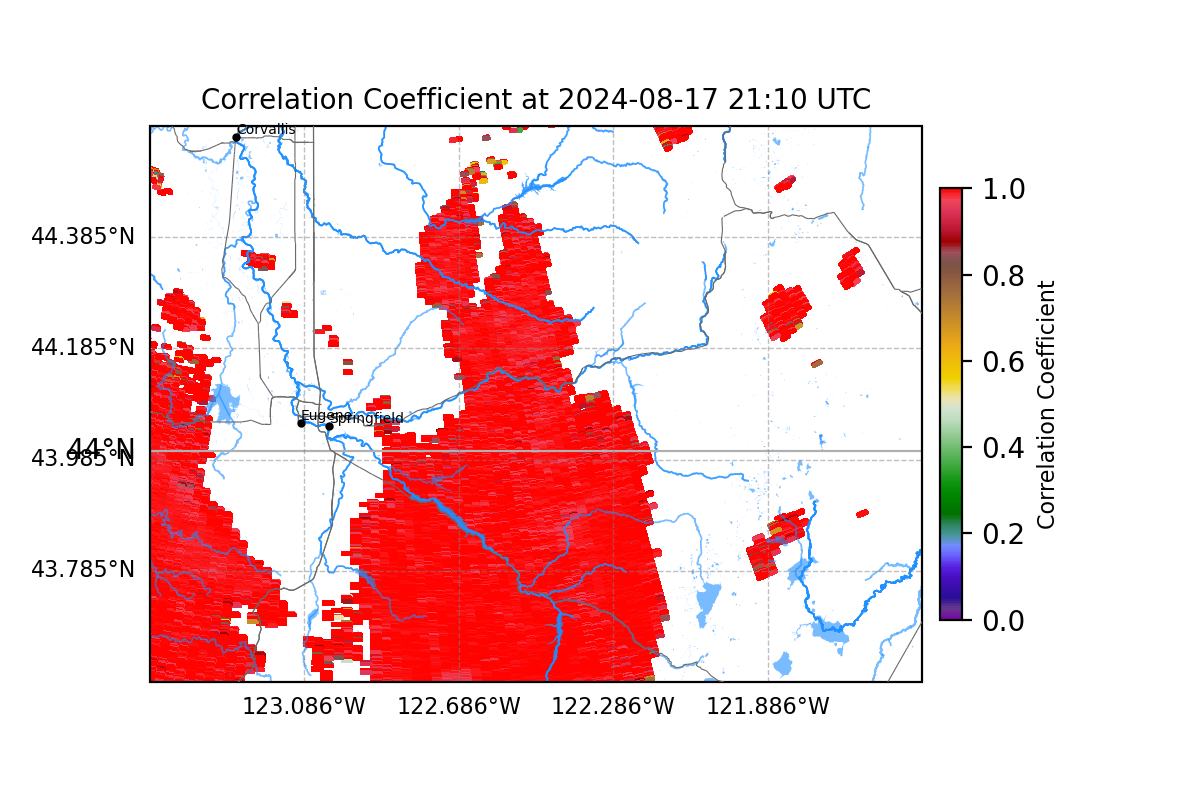 Correlation Coefficient at 2024-08-17 21:10 UTC
Corvallis
44.385°N
44.185°N
Eugene
Springfield
44°N
43.985°N
43.785°N
123.086°W
122.686°W
122.286°W
121.886°W
1.0
0.8
0.6
0.4
0.2
0.0
Correlation Coefficient